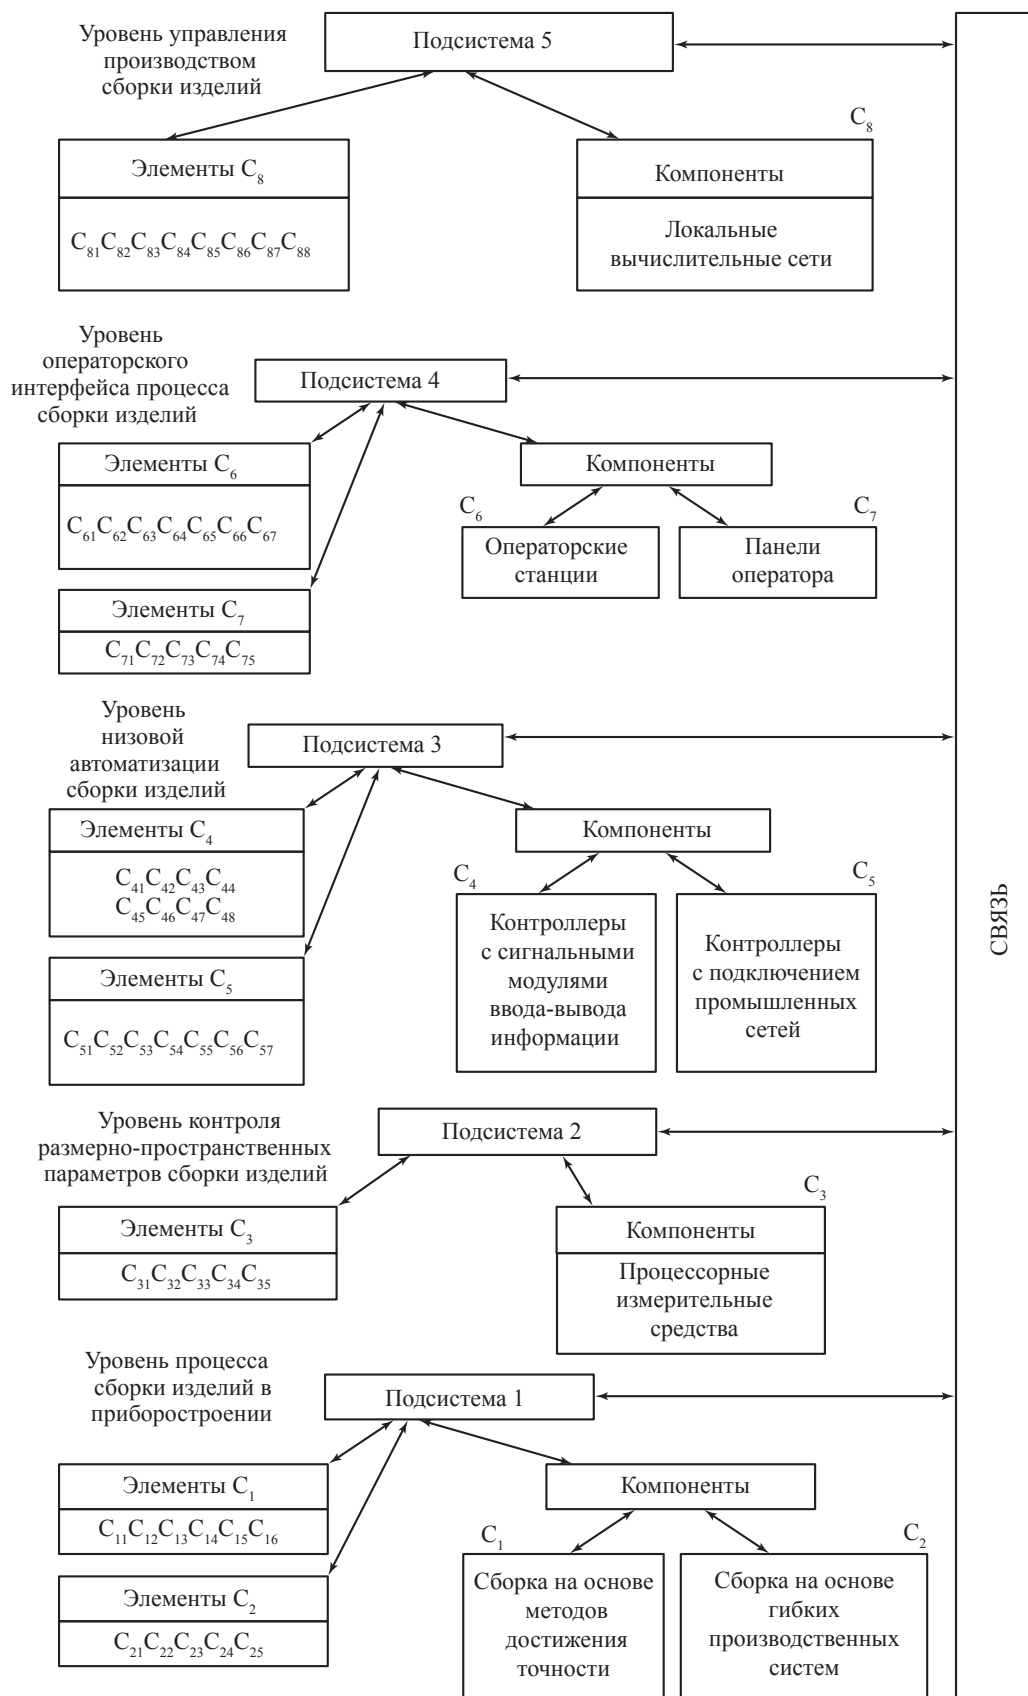 Уровень управления
производством
сборки изделий
Подсистема 5
Элементы C₈
C₈₁C₈₂C₈₃C₈₄C₈₅C₈₆C₈₇C₈₈
C₈
Компоненты
Локальные
вычислительные сети
Уровень
операторского
интерфейса процесса
сборки изделий
Подсистема 4
Элементы C₆
C₆₁C₆₂C₆₃C₆₄C₆₅C₆₆C₆₇
Элементы C₇
C₇₁C₇₂C₇₃C₇₄C₇₅
Компоненты
C₆
Операторские
станции
C₇
Панели
оператора
Уровень
низовой
автоматизации
сборки изделий
Подсистема 3
Элементы C₄
C₄₁C₄₂C₄₃C₄₄
C₄₅C₄₆C₄₇C₄₈
Элементы C₅
C₅₁C₅₂C₅₃C₅₄C₅₅C₅₆C₅₇
Компоненты
C₄
Контроллеры
с сигнальными
модулями
ввода-вывода
информации
C₅
Контроллеры
с подключением
промышленных
сетей
Уровень контроля
размерно-пространственных
параметров сборки изделий
Подсистема 2
Элементы C₃
C₃₁C₃₂C₃₃C₃₄C₃₅
C₃
Компоненты
Процессорные
измерительные
средства
Уровень процесса
сборки изделий в
приборостроении
Подсистема 1
Элементы C₁
C₁₁C₁₂C₁₃C₁₄C₁₅C₁₆
Элементы C₂
C₂₁C₂₂C₂₃C₂₄C₂₅
Компоненты
C₁
Сборка на основе
методов
достижения
точности
C₂
Сборка на основе
гибких
производственных
систем
СВЯЗЬ